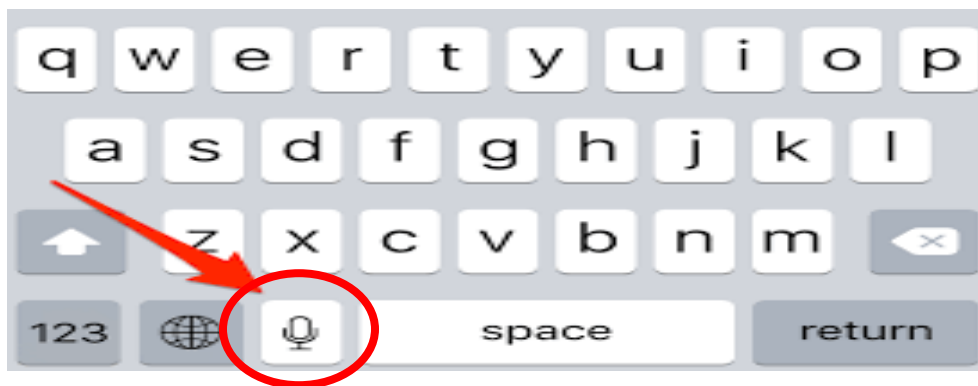 q w e r t y u i o p
a s d f g h j k l
z x c v b n m
123 space return